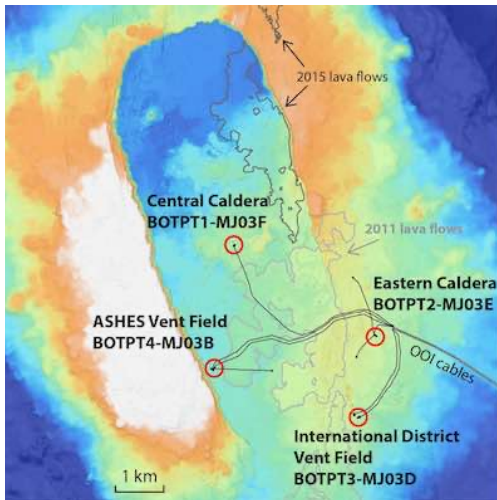 2015 lava flows
Central Caldera
BOTPT1-MJ03F
2011 lava flows
Eastern Caldera
BOTPT2-MJ03E
ASHES Vent Field
BOTPT4-MJ03B
OOI cables
International District
Vent Field
BOTPT3-MJ03D
1 km